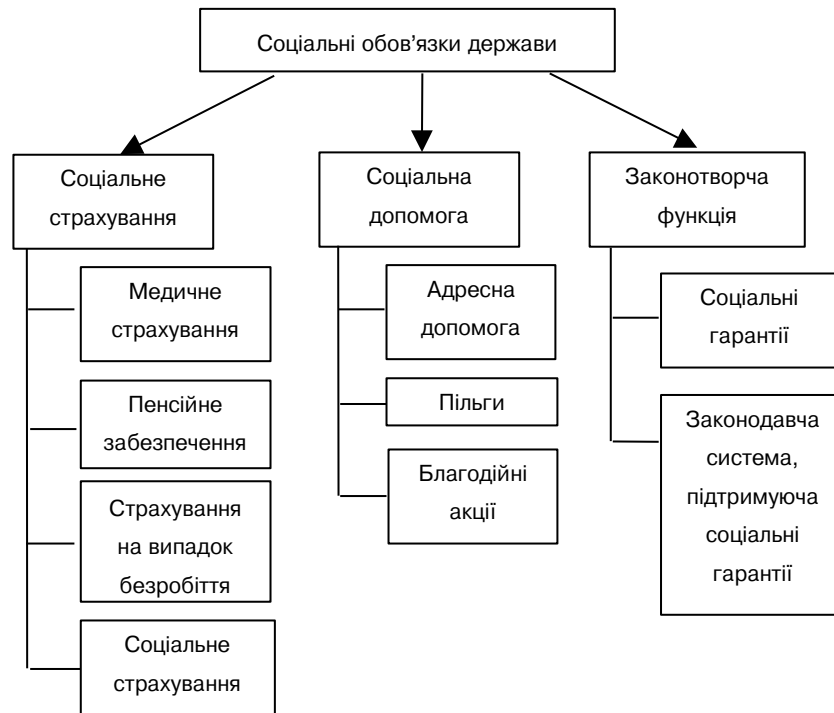 Соціальні обов’язки держави
Соціальне
страхування
Медичне
страхування
Пенсійне
забезпечення
Страхування
на випадок
безробіття
Соціальне
страхування
Соціальна
допомога
Адресна
допомога
Пільги
Благодійні
акції
Законотворча
функція
Соціальні
гарантії
Законодавча
система,
підтримуюча
соціальні
гарантії